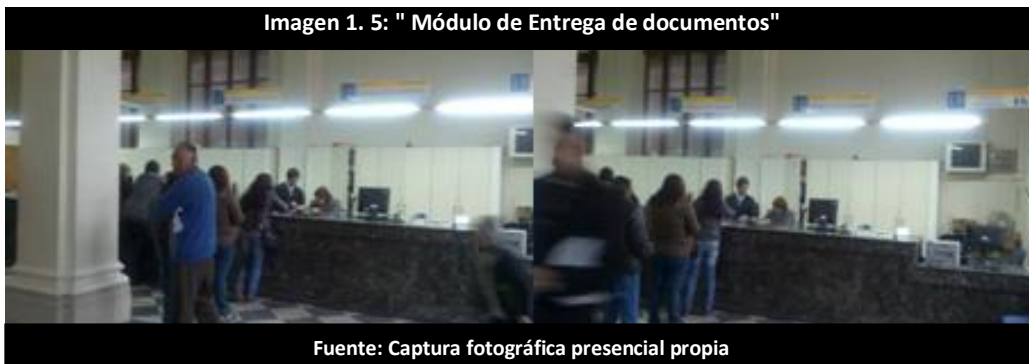 Imagen 1. 5: " Módulo de Entrega de documentos"
Fuente: Captura fotográfica presencial propia